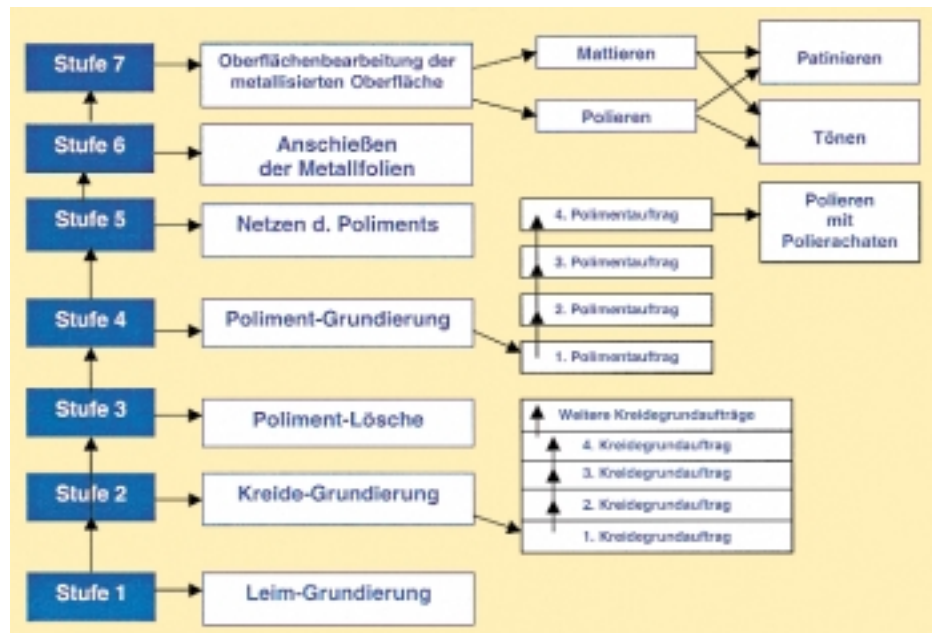 Stufe 7
Oberflächenbearbeitung der
metallisierten Oberfläche
Mattieren
Polieren
Patinieren
Tönen
Stufe 6
Anschießen
der Metallfolien
Stufe 5
Netzen d. Poliments
4. Polimentauftrag
3. Polimentauftrag
2. Polimentauftrag
1. Polimentauftrag
Polieren
mit
Polierachaten
Stufe 4
Poliment-Grundierung
Stufe 3
Poliment-Lösche
Weitere Kreidegrundaufträge
4. Kreidegrundauftrag
3. Kreidegrundauftrag
2. Kreidegrundauftrag
1. Kreidegrundauftrag
Stufe 2
Kreide-Grundierung
Stufe 1
Leim-Grundierung